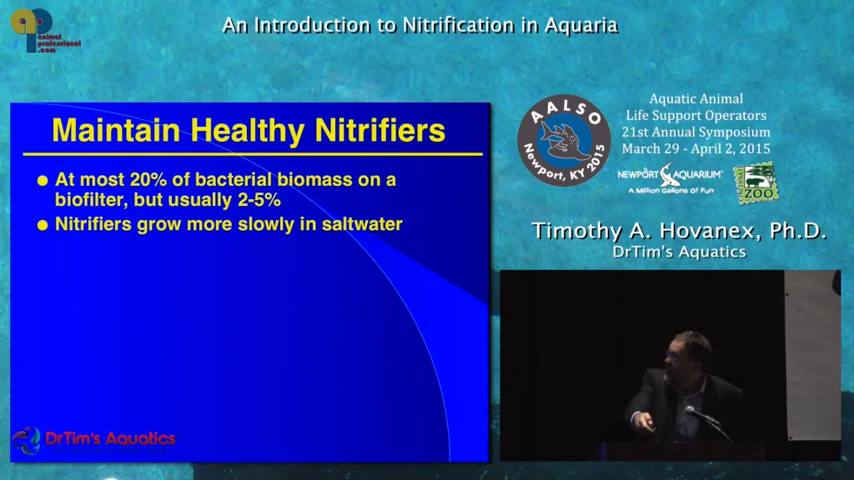 An Introduction to Nitrification in Aquaria
animal
professional
.com
Maintain Healthy Nitrifiers
At most 20% of bacterial biomass on a
biofilter, but usually 2-5%
Nitrifiers grow more slowly in saltwater
DrTim's Aquatics
AALSO
Newport, KY 2015
Aquatic Animal
Life Support Operators
21st Annual Symposium
March 29 - April 2, 2015
NEWPORT AQUARIUM
A Million Gallons of Fun
ZOO
Timothy A. Hovanex, Ph.D.
DrTim's Aquatics